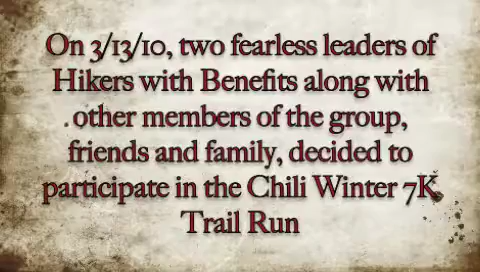 On 3/13/10, two fearless leaders of
Hikers with Benefits along with
other members of the group,
friends and family, decided to
participate in the Chili Winter 7K
Trail Run